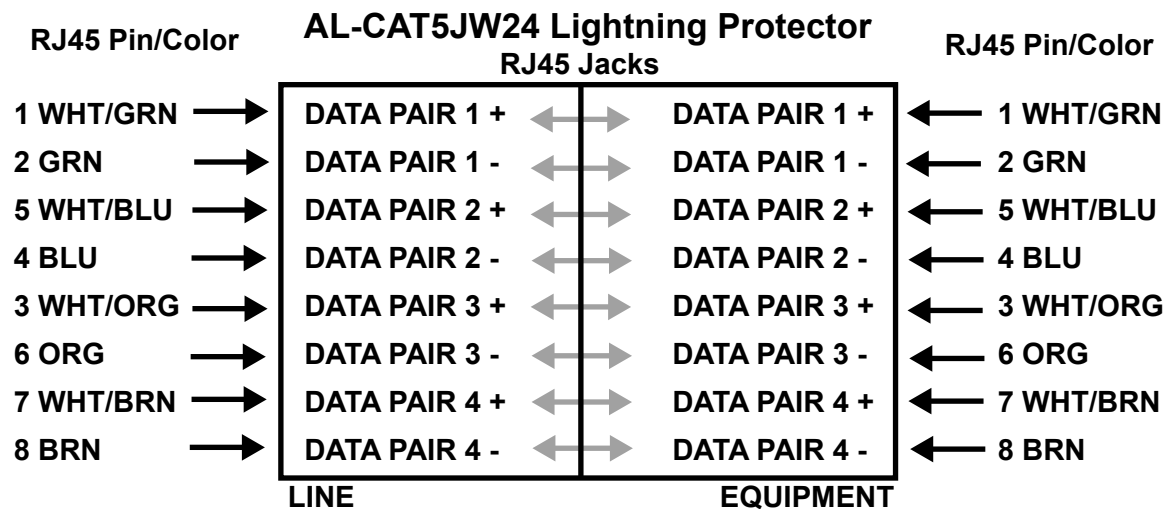 AL-CAT5JW24 Lightning Protector
RJ45 Pin/Color RJ45 Jacks RJ45 Pin/Color
1 WHT/GRN DATA PAIR 1 + DATA PAIR 1 + 1 WHT/GRN
2 GRN DATA PAIR 1 - DATA PAIR 1 - 2 GRN
5 WHT/BLU DATA PAIR 2 + DATA PAIR 2 + 5 WHT/BLU
4 BLU DATA PAIR 2 - DATA PAIR 2 - 4 BLU
3 WHT/ORG DATA PAIR 3 + DATA PAIR 3 + 3 WHT/ORG
6 ORG DATA PAIR 3 - DATA PAIR 3 - 6 ORG
7 WHT/BRN DATA PAIR 4 + DATA PAIR 4 + 7 WHT/BRN
8 BRN DATA PAIR 4 - DATA PAIR 4 - 8 BRN
LINE EQUIPMENT